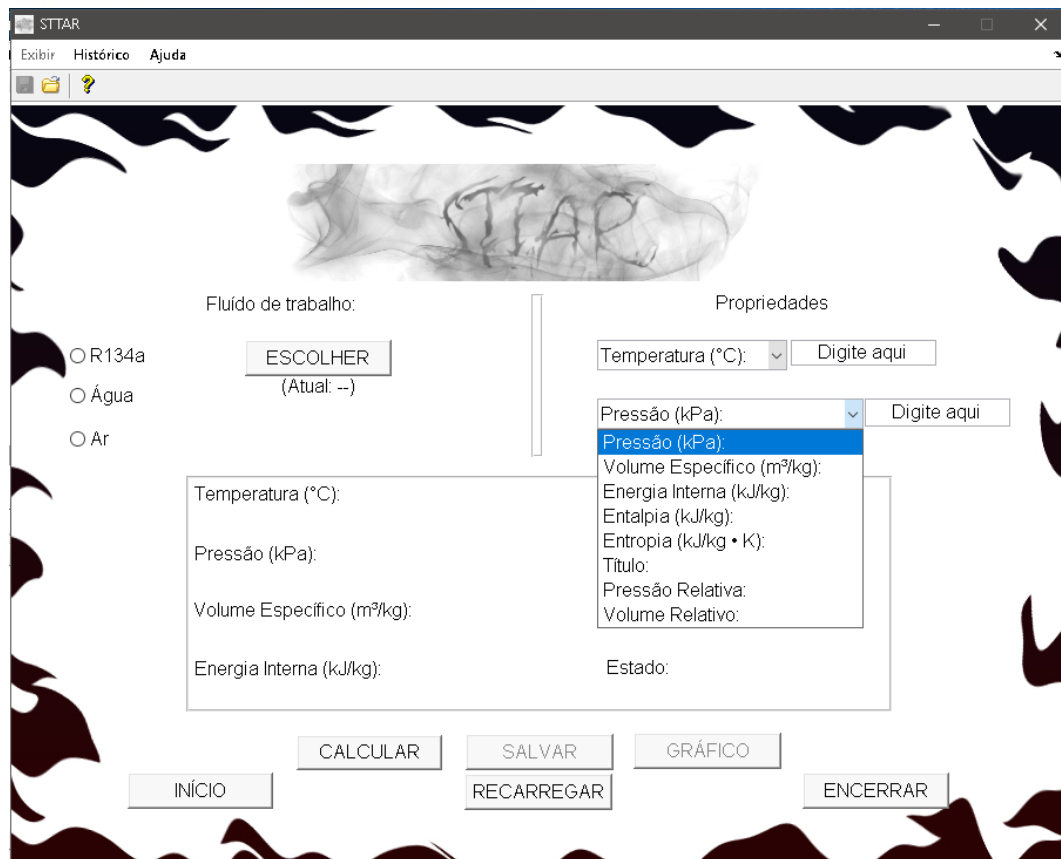 STTAR
Exibir Histórico Ajuda
STTAR
Fluído de trabalho:
R134a
Água
Ar
ESCOLHER
(Atual: --)
Propriedades
Temperatura (°C): Digite aqui
Pressão (kPa): Digite aqui
Pressão (kPa):
Volume Específico (m³/kg):
Energia Interna (kJ/kg):
Entalpia (kJ/kg):
Entropia (kJ/kg • K):
Título:
Pressão Relativa:
Volume Relativo:
Temperatura (°C):
Pressão (kPa):
Volume Específico (m³/kg):
Energia Interna (kJ/kg):
Estado:
CALCULAR SALVAR GRÁFICO
INÍCIO RECARREGAR ENCERRAR